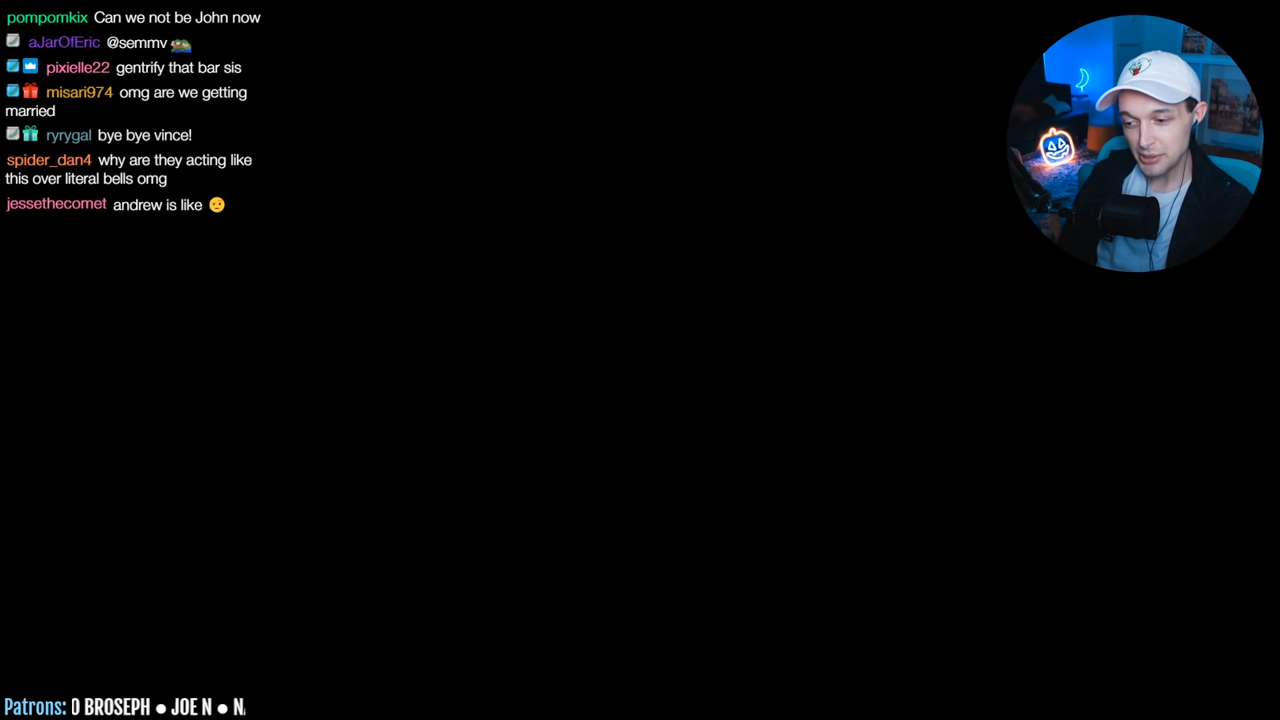 pompomkix Can we not be John now
aJarOfEric @semmv
pixielle22 gentrify that bar sis
misari974 omg are we getting
married
ryrygal bye bye vince!
spider_dan4 why are they acting like
this over literal bells omg
jessethecomet andrew is like
Patrons: O BROSEPH ● JOE N ● N